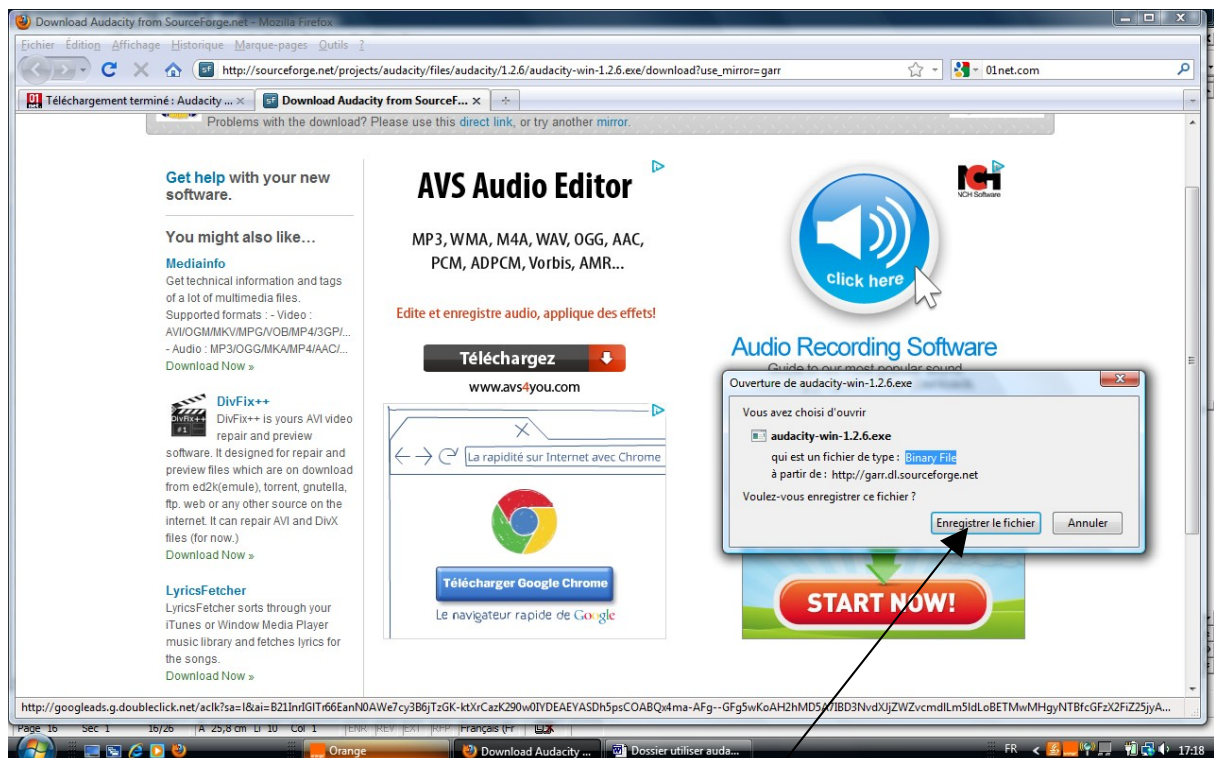 Download Audacity from SourceForge.net - Mozilla Firefox
Fichier Édition Affichage Historique Marque-pages Outils ?
http://sourceforge.net/projects/audacity/files/audacity/1.2.6/audacity-win-1.2.6.exe/download?use_mirror=garr
01net.com
Téléchargement terminé : Audacity ...
Download Audacity from SourceF...
Problems with the download? Please use this direct link, or try another mirror.
Get help with your new
software.
You might also like...
Mediainfo
Get technical information and tags
of a lot of multimedia files.
Supported formats : - Video :
AVI/OGM/MKV/MPG/VOB/MP4/3GP/...
- Audio : MP3/OGG/MKA/MP4/AAC/...
Download Now »
DivFix++
DivFix++ is yours AVI video
repair and preview
software. It designed for repair and
preview files which are on download
from ed2k(emule), torrent, gnutella,
ftp. web or any other source on the
internet. It can repair AVI and DivX
files (for now.)
Download Now »
LyricsFetcher
LyricsFetcher sorts through your
iTunes or Window Media Player
music library and fetches lyrics for
the songs.
Download Now »
AVS Audio Editor
MP3, WMA, M4A, WAV, OGG, AAC,
PCM, ADPCM, Vorbis, AMR...
Edite et enregistre audio, applique des effets!
Téléchargez
www.avs4you.com
La rapidité sur Internet avec Chrome
Télécharger Google Chrome
Le navigateur rapide de Google
NCH
NCH Software
click here
Audio Recording Software
Guide to our most popular sound
Ouverture de audacity-win-1.2.6.exe
Vous avez choisi d'ouvrir
audacity-win-1.2.6.exe
qui est un fichier de type : Binary File
à partir de : http://garr.dl.sourceforge.net
Voulez-vous enregistrer ce fichier ?
Enregistrer le fichier
Annuler
START NOW!
Page 16 Sec 1 16/26 À 25,8 cm Li 10 Col 1 ENR REV EXT RFP Français (Fr
Orange
Download Audacity ...
Dossier utiliser auda...
FR
17:18